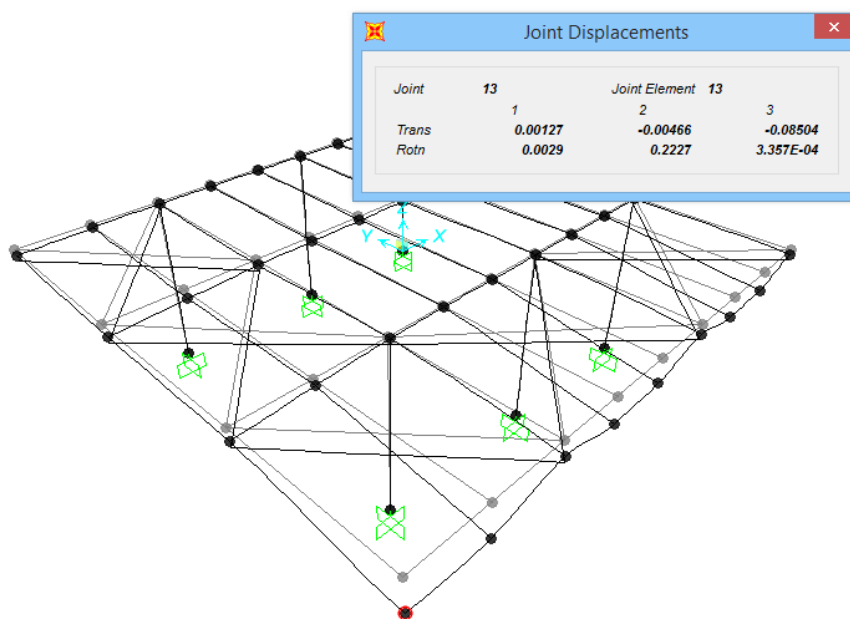 Joint Displacements
Joint 13 Joint Element 13
1 2 3
Trans 0.00127 -0.00466 -0.08504
Rotn 0.0029 0.2227 3.357E-04
Y X